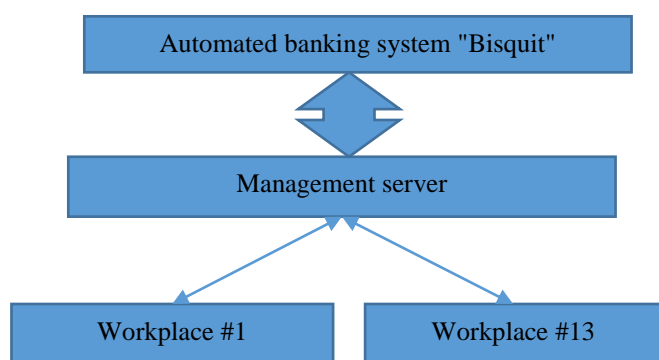 Automated banking system "Bisquit"
Management server
Workplace #1
Workplace #13